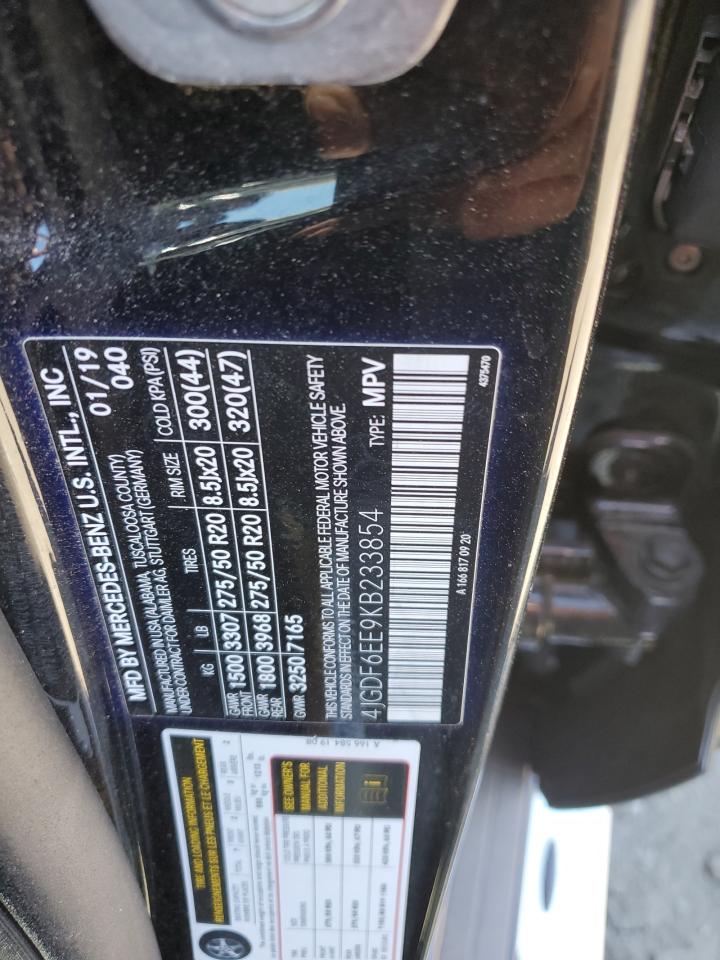 MFD BY MERCEDES-BENZ U.S. INTL., INC
MANUFACTURED IN USA (ALABAMA, TUSCALOOSA COUNTY) 01/19
UNDER CONTRACT FOR DAIMLER AG, STUTTGART (GERMANY) 040
KG LB TIRES RIM SIZE COLD KPA (PSI)
GAWR FRONT 1500 3307 275/50 R20 8.5Jx20 300(44)
GAWR REAR 1800 3968 275/50 R20 8.5Jx20 320(47)
GVWR 3250 7165
THIS VEHICLE CONFORMS TO ALL APPLICABLE FEDERAL MOTOR VEHICLE SAFETY
STANDARDS IN EFFECT ON THE DATE OF MANUFACTURE SHOWN ABOVE.
4JGDF6EE9KB233854 TYPE: MPV
A 166 817 09 20 4375470
A 166 584 19 08
TIRE AND LOADING INFORMATION
RENSEIGNEMENTS SUR LES PNEUS ET LE CHARGEMENT
SEE OWNER'S
MANUAL FOR
ADDITIONAL
INFORMATION